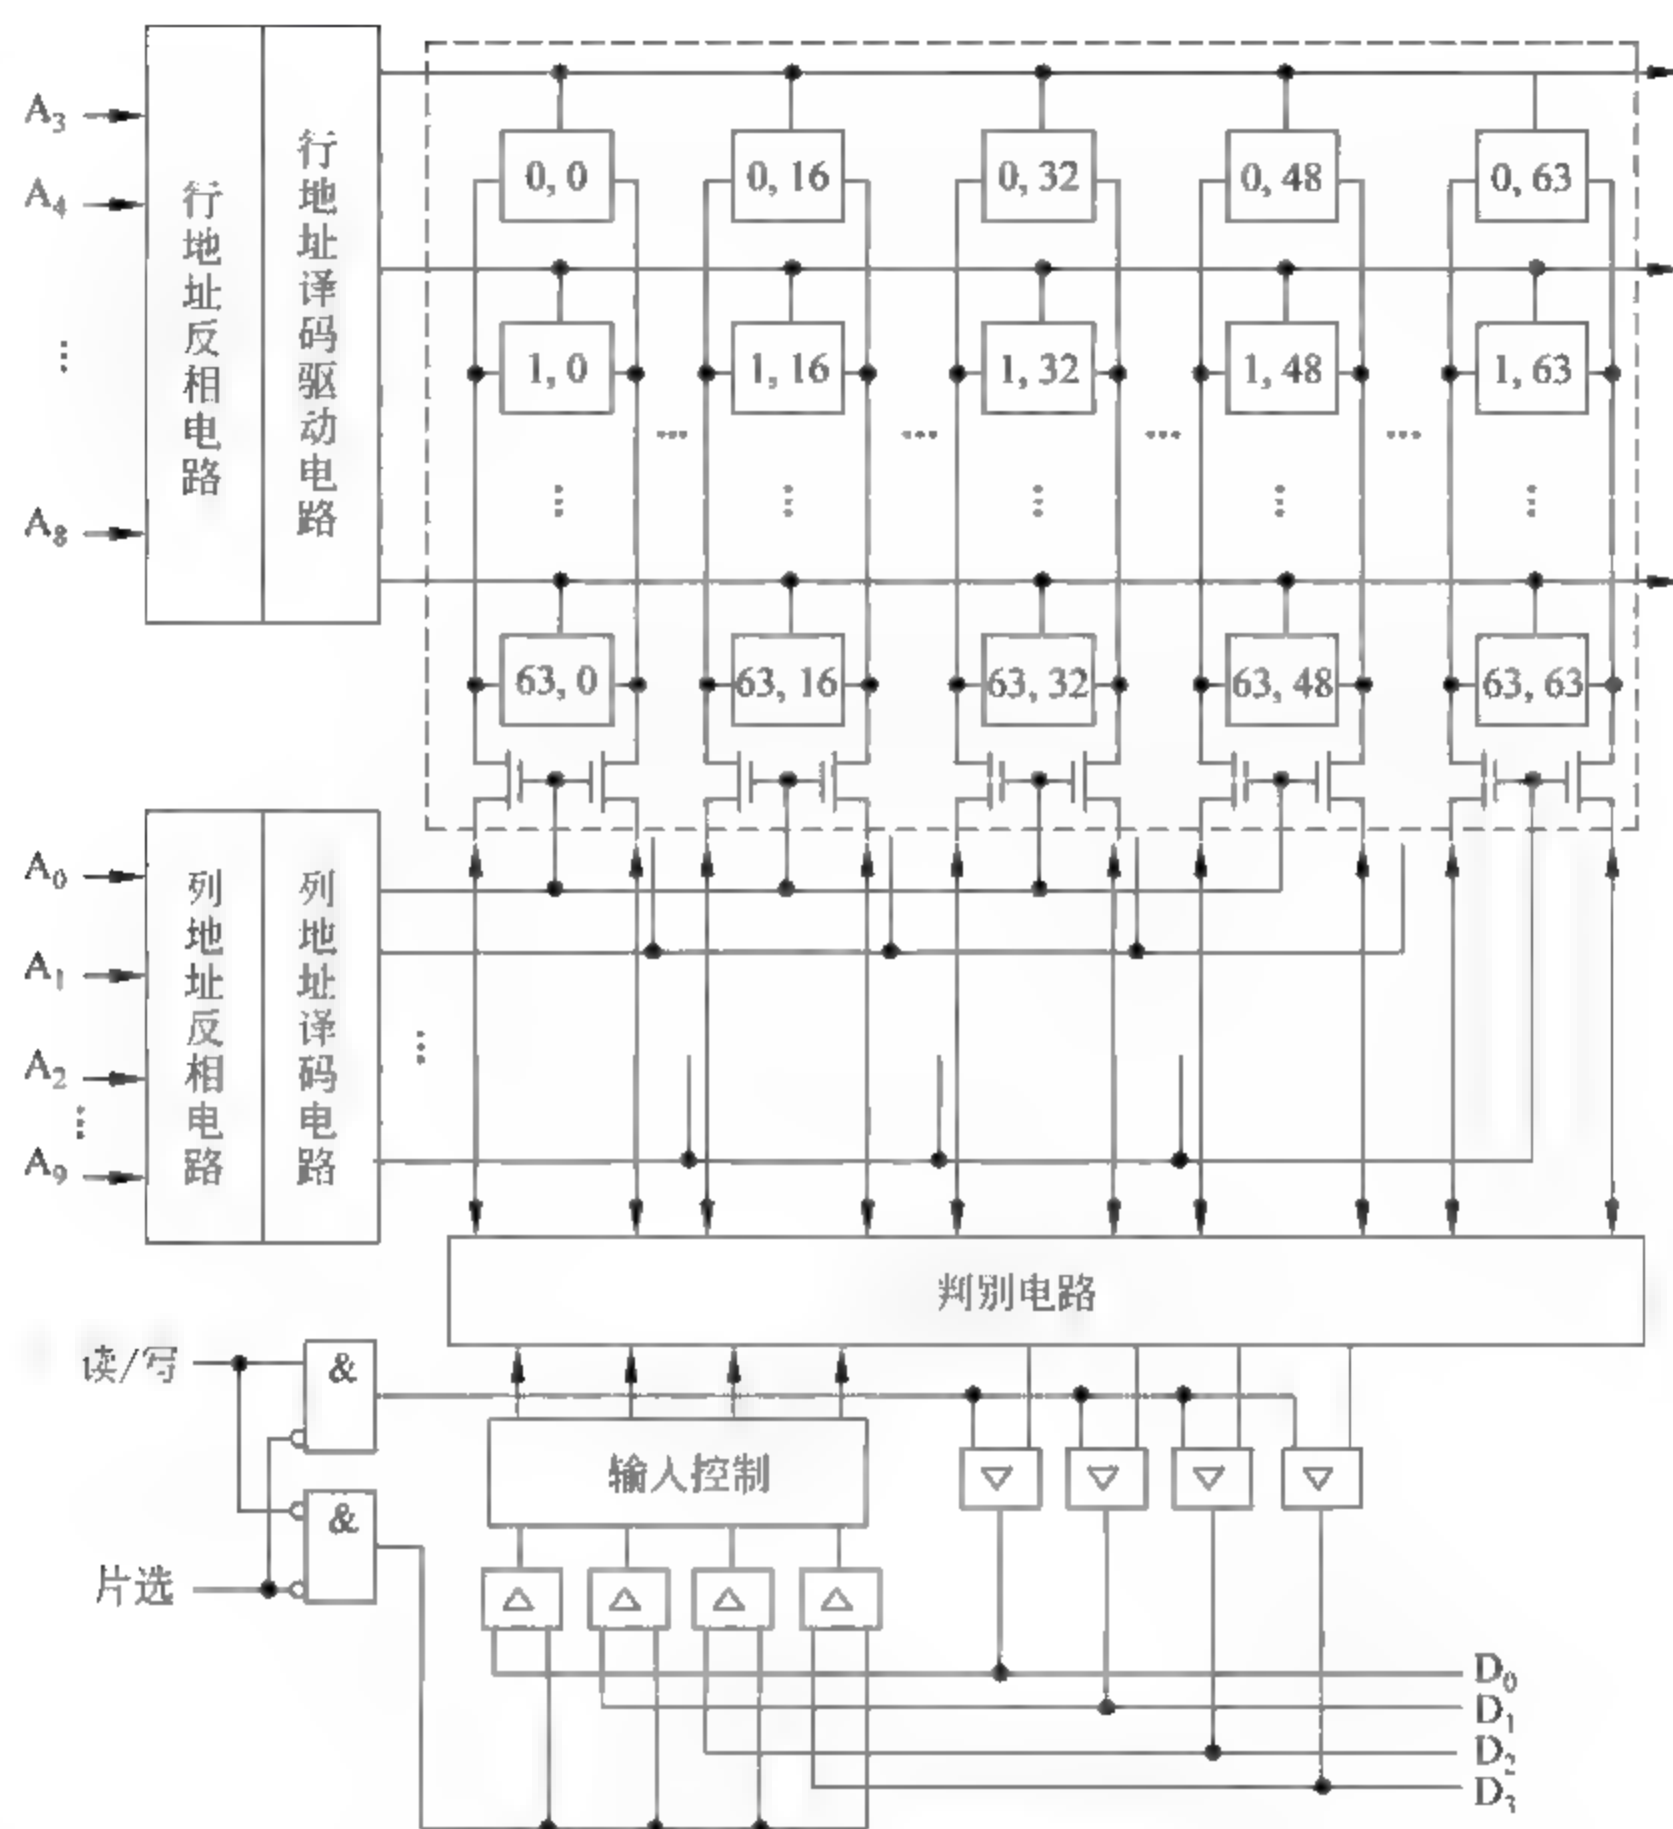 A₃
A₄
⋮
A₈
行地址反相电路
行地址译码驱动电路
0, 0
0, 16
0, 32
0, 48
0, 63
1, 0
1, 16
1, 32
1, 48
1, 63
… … … …
⋮ ⋮ ⋮ ⋮ ⋮
63, 0
63, 16
63, 32
63, 48
63, 63
A₀
A₁
A₂
⋮
A₉
列地址反相电路
列地址译码电路
⋮
判别电路
读/写
&
&
片选
输入控制
D₀
D₁
D₂
D₃